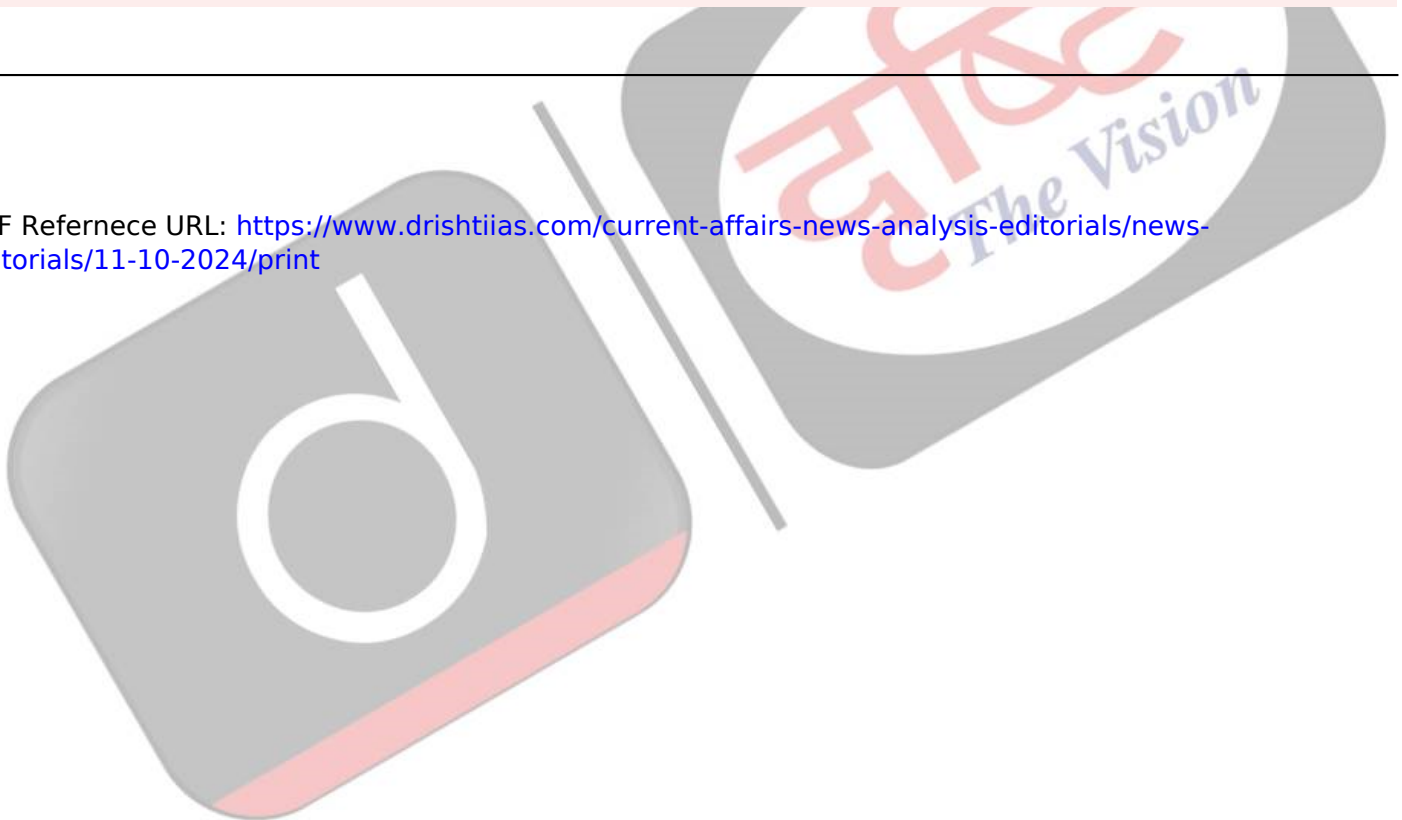 दृष्टि
The Vision
F Refernece URL: https://www.drishtiias.com/current-affairs-news-analysis-editorials/news-
torials/11-10-2024/print
d